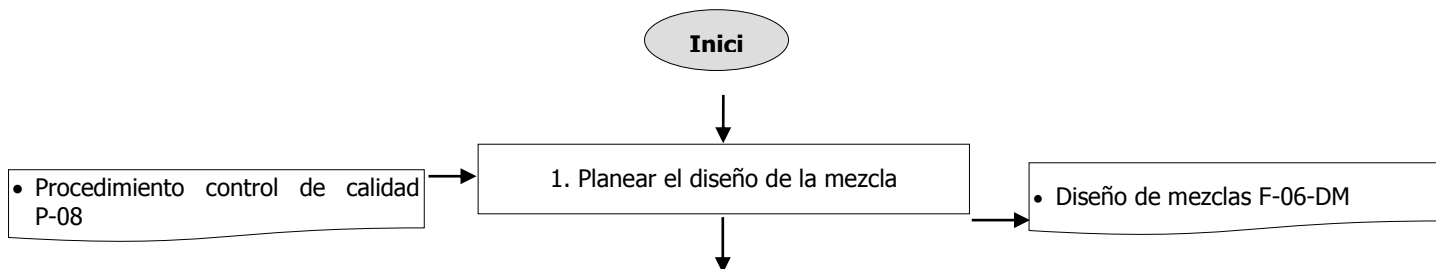 Inici
1. Planear el diseño de la mezcla
• Procedimiento control de calidad
P-08
• Diseño de mezclas F-06-DM